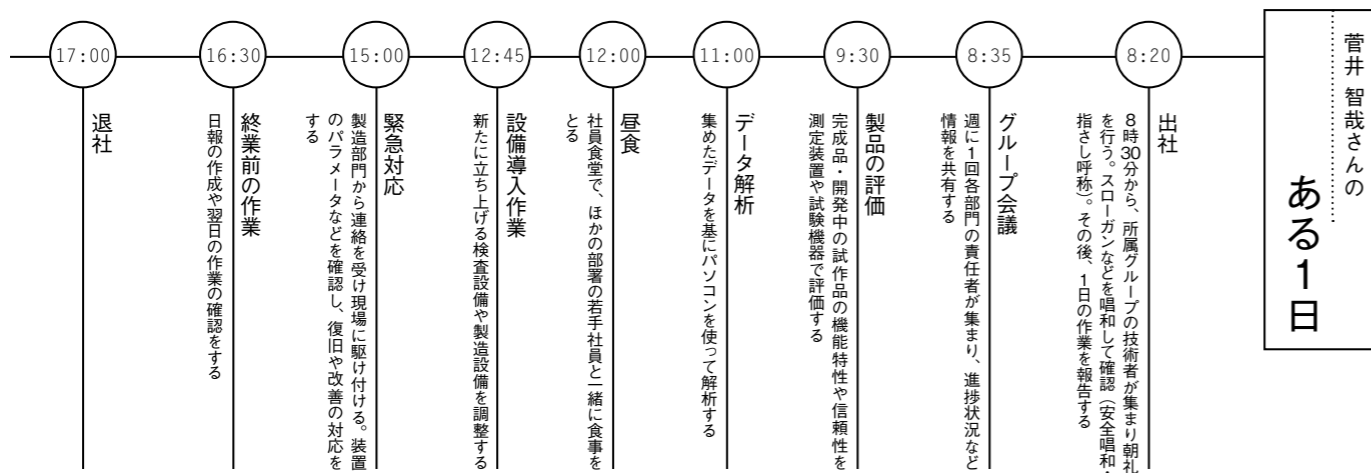 菅井 智哉さんの
ある1日
8:20
出社
8時30分から、所属グループの技術者が集まり朝礼
を行う。スローガンなどを唱和して確認（安全唱和・
指さし呼称）。その後、1日の作業を報告する
8:35
グループ会議
週に1回各部門の責任者が集まり、進捗状況など
情報を共有する
9:30
製品の評価
完成品・開発中の試作品の機能特性や信頼性を
測定装置や試験機器で評価する
11:00
データ解析
集めたデータを基にパソコンを使って解析する
12:00
昼食
社員食堂で、ほかの部署の若手社員と一緒に食事を
とる
12:45
設備導入作業
新たに立ち上げる検査設備や製造設備を調整する
15:00
緊急対応
製造部門から連絡を受け現場に駆け付ける。装置
のパラメータなどを確認し、復旧や改善の対応を
する
16:30
終業前の作業
日報の作成や翌日の作業の確認をする
17:00
退社